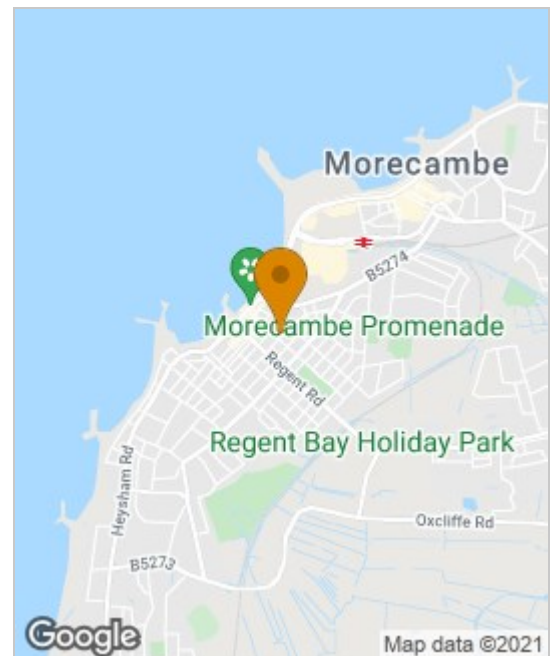 Morecambe
B5274
Morecambe Promenade
Regent Rd
Regent Bay Holiday Park
Heysham Rd
Oxcliffe Rd
B5273
Google
Map data ©2021